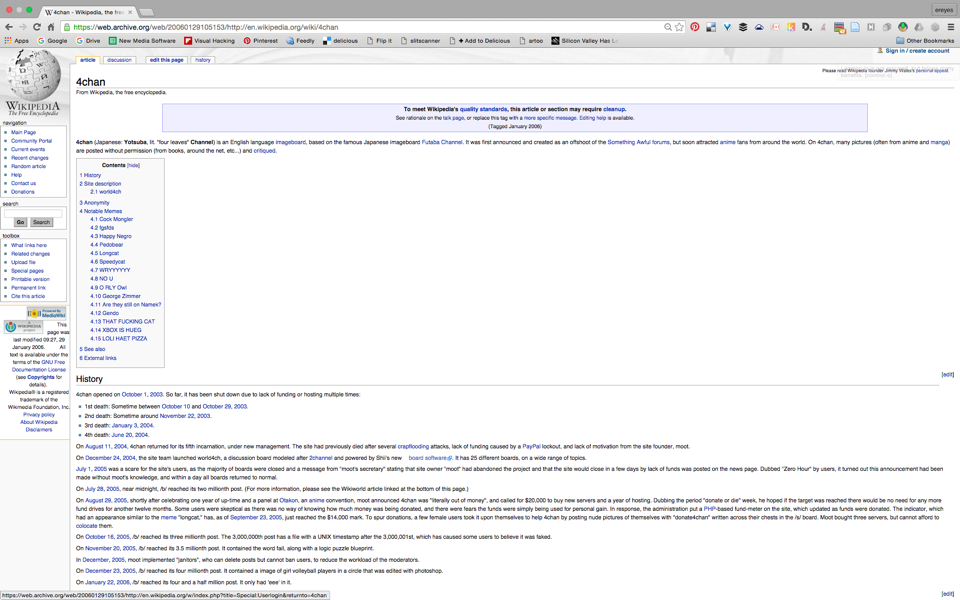 4chan - Wikipedia, the free
ereyes
https://web.archive.org/web/20060129105153/http://en.wikipedia.org/wiki/4chan
Apps Google Drive New Media Software Visual Hacking Pinterest Feedly delicious Flip it slitscanner + Add to Delicious artoo Silicon Valley Has Lo Other Bookmarks
Sign in / create account
article discussion edit this page history
Please read Wikipedia founder Jimmy Wales's personal appeal.
4chan
From Wikipedia, the free encyclopedia.
To meet Wikipedia's quality standards, this article or section may require cleanup.
See rationale on the talk page, or replace this tag with a more specific message. Editing help is available.
(Tagged January 2006)
4chan (Japanese: Yotsuba, lit. "four leaves" Channel) is an English language imageboard, based on the famous Japanese imageboard Futaba Channel. It was first announced and created as an offshoot of the Something Awful forums, but soon attracted anime fans from around the world. On 4chan, many pictures (often from anime and manga)
are posted without permission (from books, around the net, etc...) and critiqued.
Contents [hide]
1 History
2 Site description
2.1 world4ch
3 Anonymity
4 Notable Memes
4.1 Cock Mongler
4.2 fgsfds
4.3 Happy Negro
4.4 Pedobear
4.5 Longcat
4.6 Speedycat
4.7 WRYYYYYY
4.8 NO U
4.9 O RLY Owl
4.10 George Zimmer
4.11 Are they still on Namek?
4.12 Gendo
4.13 THAT FUCKING CAT
4.14 XBOX IS HUEG
4.15 LOLI HAET PIZZA
5 See also
6 External links
History
[edit]
4chan opened on October 1, 2003. So far, it has been shut down due to lack of funding or hosting multiple times:
1st death: Sometime between October 10 and October 29, 2003.
2nd death: Sometime around November 22, 2003.
3rd death: January 3, 2004.
4th death: June 20, 2004.
On August 11, 2004, 4chan returned for its fifth incarnation, under new management. The site had previously died after several crapflooding attacks, lack of funding caused by a PayPal lockout, and lack of motivation from the site founder, moot.
On December 24, 2004, the site team launched world4ch, a discussion board modeled after 2channel and powered by Shii's new board software. It has 25 different boards, on a wide range of topics.
July 1, 2005 was a scare for the site's users, as the majority of boards were closed and a message from "moot's secretary" stating that site owner "moot" had abandoned the project and that the site would close in a few days by lack of funds was posted on the news page. Dubbed "Zero Hour" by users, it turned out this announcement had been
made without moot's knowledge, and within a day all boards returned to normal.
On July 28, 2005, near midnight, /b/ reached its two millionth post. (For more information, please see the Wikiworld article linked at the bottom of this page.)
On August 29, 2005, shortly after celebrating one year of up-time and a panel at Otakon, an anime convention, moot announced 4chan was "literally out of money", and called for $20,000 to buy new servers and a year of hosting. Dubbing the period "donate or die" week, he hoped if the target was reached there would be no need for any more
fund drives for another twelve months. Some users were skeptical as there was no way of knowing how much money was being donated, and there were fears the funds were simply being used for personal gain. In response, the administration put a PHP-based fund-meter on the site, which updated as funds were donated. The indicator, which
had an appearance similar to the meme "longcat," has, as of September 23, 2005, just reached the $14,000 mark. To spur donations, a few female users took it upon themselves to help 4chan by posting nude pictures of themselves with "donate4chan" written across their chests in the /b/ board. Moot bought three servers, but cannot afford to
colocate them.
On October 16, 2005, /b/ reached its three millionth post. The 3,000,000th post has a file with a UNIX timestamp after the 3,000,001st, which has caused some users to believe it was faked.
On November 20, 2005, /b/ reached its 3.5 millionth post. It contained the word fail, along with a logic puzzle blueprint.
In December, 2005, moot implemented "janitors", who can delete posts but cannot ban users, to reduce the workload of the moderators.
On December 23, 2005, /b/ reached its four millionth post. It contained a image of girl volleyball players in a circle that was edited with photoshop.
On January 22, 2006, /b/ reached its four and a half million post. It only had 'eee' in it.
[edit]
WIKIPEDIA
The Free Encyclopedia
navigation
Main Page
Community Portal
Current events
Recent changes
Random article
Help
Contact us
Donations
search
Go Search
toolbox
What links here
Related changes
Upload file
Special pages
Printable version
Permanent link
Cite this article
Powered By
MediaWiki
WIKIMEDIA
This
page was
last modified 09:27, 29
January 2006. All
text is available under the
terms of the GNU Free
Documentation License
(see Copyrights for
details).
Wikipedia® is a registered
trademark of the
Wikimedia Foundation, Inc.
Privacy policy
About Wikipedia
Disclaimers
https://web.archive.org/web/20060129105153/http://en.wikipedia.org/w/index.php?title=Special:Userlogin&returnto=4chan